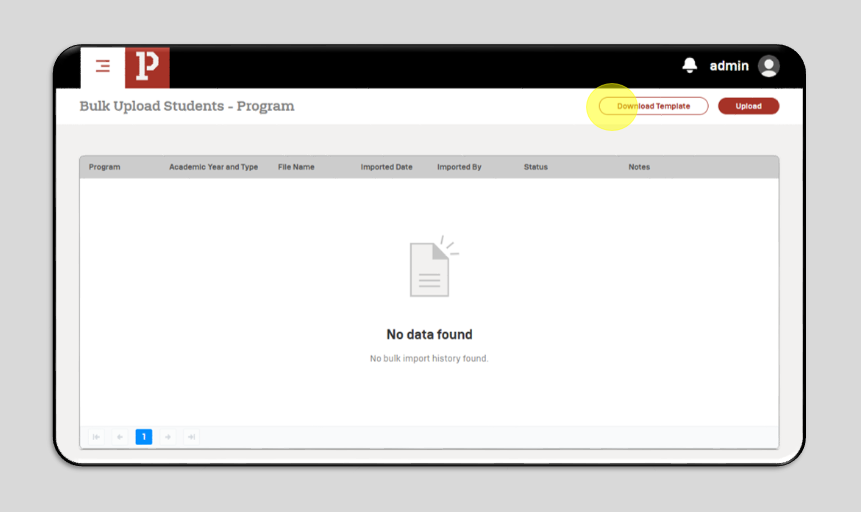 P
admin
Bulk Upload Students - Program
Download Template
Upload
Program Academic Year and Type File Name Imported Date Imported By Status Notes
No data found
No bulk import history found.
1